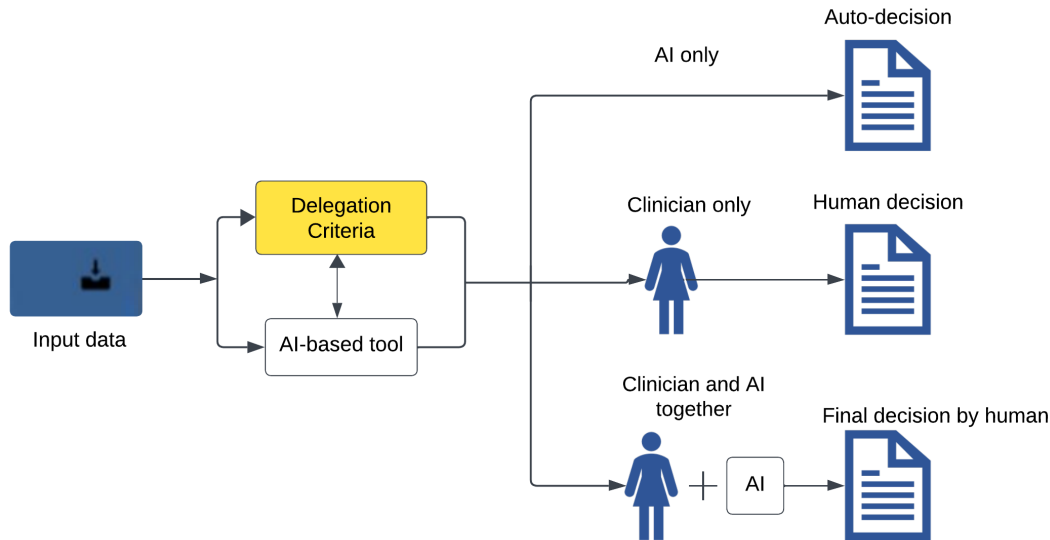 Auto-decision
AI only
Delegation
Criteria
Clinician only
Human decision
Input data
AI-based tool
Clinician and AI
together
Final decision by human
AI